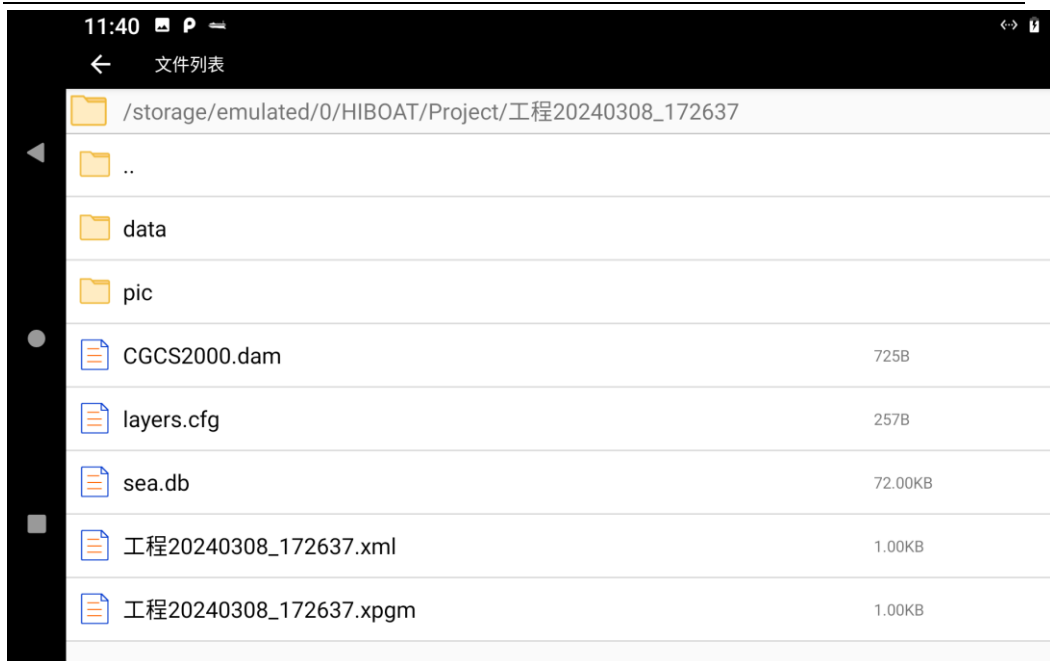 11:40
文件列表
/storage/emulated/0/HIBOAT/Project/工程20240308_172637
..
data
pic
CGCS2000.dam 725B
layers.cfg 257B
sea.db 72.00KB
工程20240308_172637.xml 1.00KB
工程20240308_172637.xpgm 1.00KB